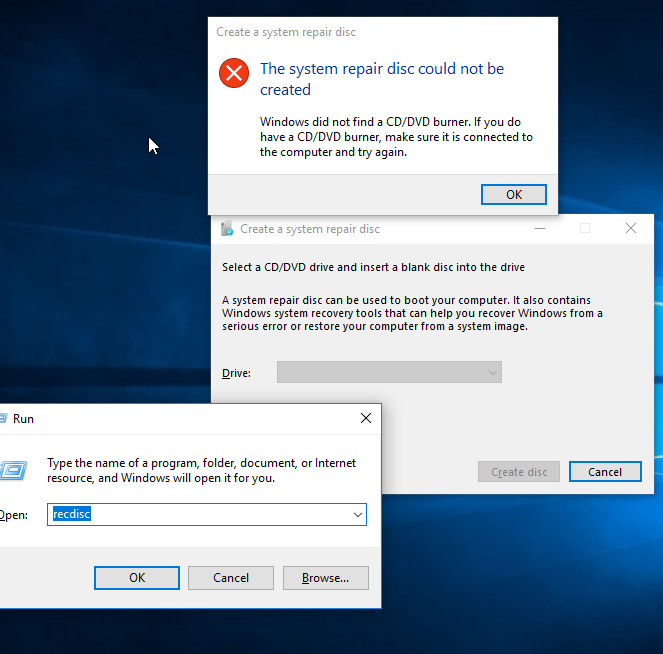 Create a system repair disc
The system repair disc could not be
created
Windows did not find a CD/DVD burner. If you do
have a CD/DVD burner, make sure it is connected to
the computer and try again.
OK
Create a system repair disc
Select a CD/DVD drive and insert a blank disc into the drive
A system repair disc can be used to boot your computer. It also contains
Windows system recovery tools that can help you recover Windows from a
serious error or restore your computer from a system image.
Drive:
Create disc
Cancel
Run
Type the name of a program, folder, document, or Internet
resource, and Windows will open it for you.
Open:
recdisc
OK
Cancel
Browse...